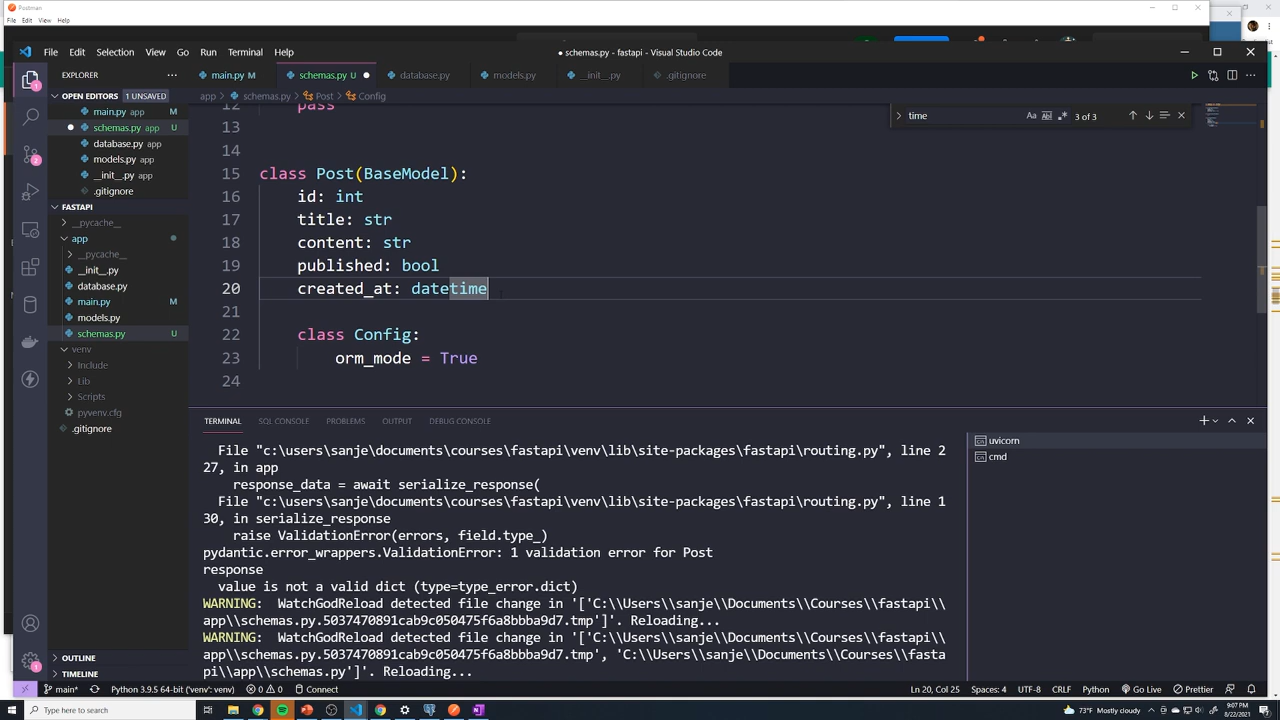 Postman
File Edit View Help
File Edit Selection View Go Run Terminal Help
● schemas.py - fastapi - Visual Studio Code
EXPLORER
main.py M schemas.py U ● database.py models.py __init__.py .gitignore
OPEN EDITORS 1 UNSAVED
app > schemas.py > Post > Config
main.py app M
schemas.py app U
database.py app
models.py app
__init__.py app
.gitignore
FASTAPI
__pycache__
app
__pycache__
__init__.py
database.py
main.py M
models.py
schemas.py U
venv
Include
Lib
Scripts
pyvenv.cfg
.gitignore
OUTLINE
TIMELINE
time Aa Ab 3 of 3
12 pass
13
14
15 class Post(BaseModel):
16 id: int
17 title: str
18 content: str
19 published: bool
20 created_at: datetime
21
22 class Config:
23 orm_mode = True
24
TERMINAL SQL CONSOLE PROBLEMS OUTPUT DEBUG CONSOLE
uvicorn
cmd
File "c:\users\sanje\documents\courses\fastapi\venv\lib\site-packages\fastapi\routing.py", line 2
27, in app
response_data = await serialize_response(
File "c:\users\sanje\documents\courses\fastapi\venv\lib\site-packages\fastapi\routing.py", line 1
30, in serialize_response
raise ValidationError(errors, field.type_)
pydantic.error_wrappers.ValidationError: 1 validation error for Post
response
value is not a valid dict (type=type_error.dict)
WARNING: WatchGodReload detected file change in '['C:\\Users\\sanje\\Documents\\Courses\\fastapi\\
app\\schemas.py.5037470891cab9c050475f6a8bbba9d7.tmp']'. Reloading...
WARNING: WatchGodReload detected file change in '['C:\\Users\\sanje\\Documents\\Courses\\fastapi\\
app\\schemas.py.5037470891cab9c050475f6a8bbba9d7.tmp', 'C:\\Users\\sanje\\Documents\\Courses\\fasta
pi\\app\\schemas.py']'. Reloading...
main* Python 3.9.5 64-bit ('venv': venv) 0 0 Connect Ln 20, Col 25 Spaces: 4 UTF-8 CRLF Python Go Live Prettier
Type here to search 73°F Mostly cloudy 9:07 PM
8/22/2021